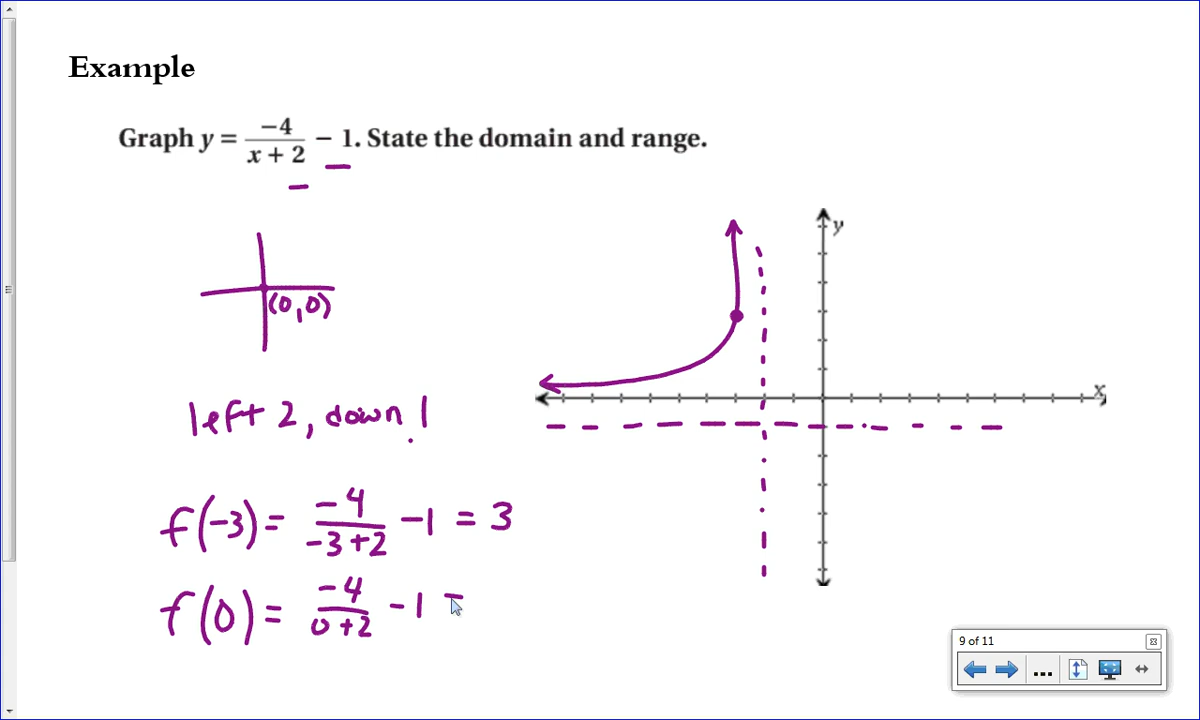 Example
Graph y = −4/(x + 2) − 1. State the domain and range.
y
(0,0)
x
left 2, down 1
f(-3) = -4/(-3+2) -1 = 3
f(0) = -4/(0+2) -1 =
9 of 11
...